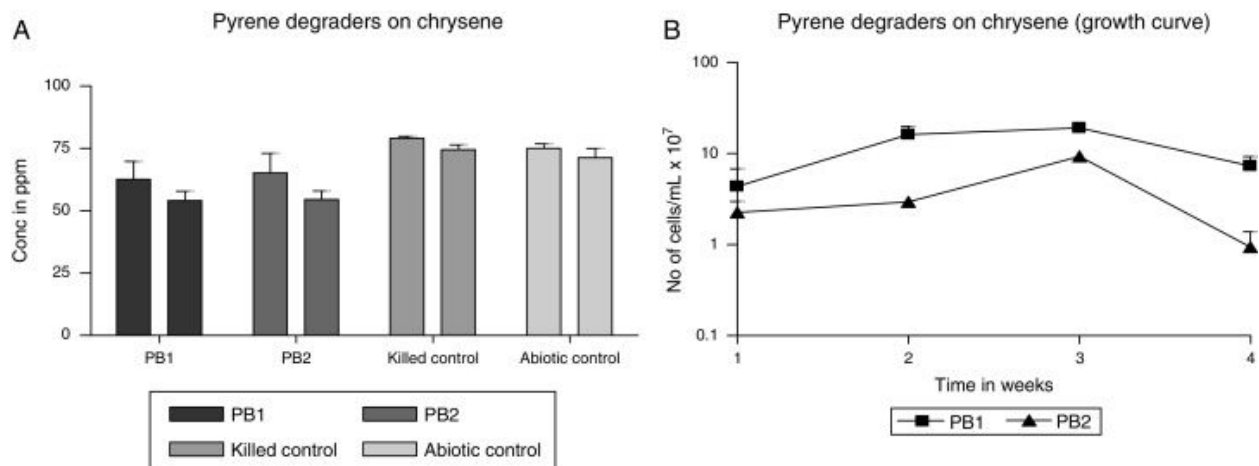 A
Pyrene degraders on chrysene
Conc in ppm
100
75
50
25
0
PB1 PB2 Killed control Abiotic control
PB1 PB2
Killed control Abiotic control
B
Pyrene degraders on chrysene (growth curve)
No of cells/mL x 10⁷
100
10
1
0.1
1 2 3 4
Time in weeks
PB1 PB2